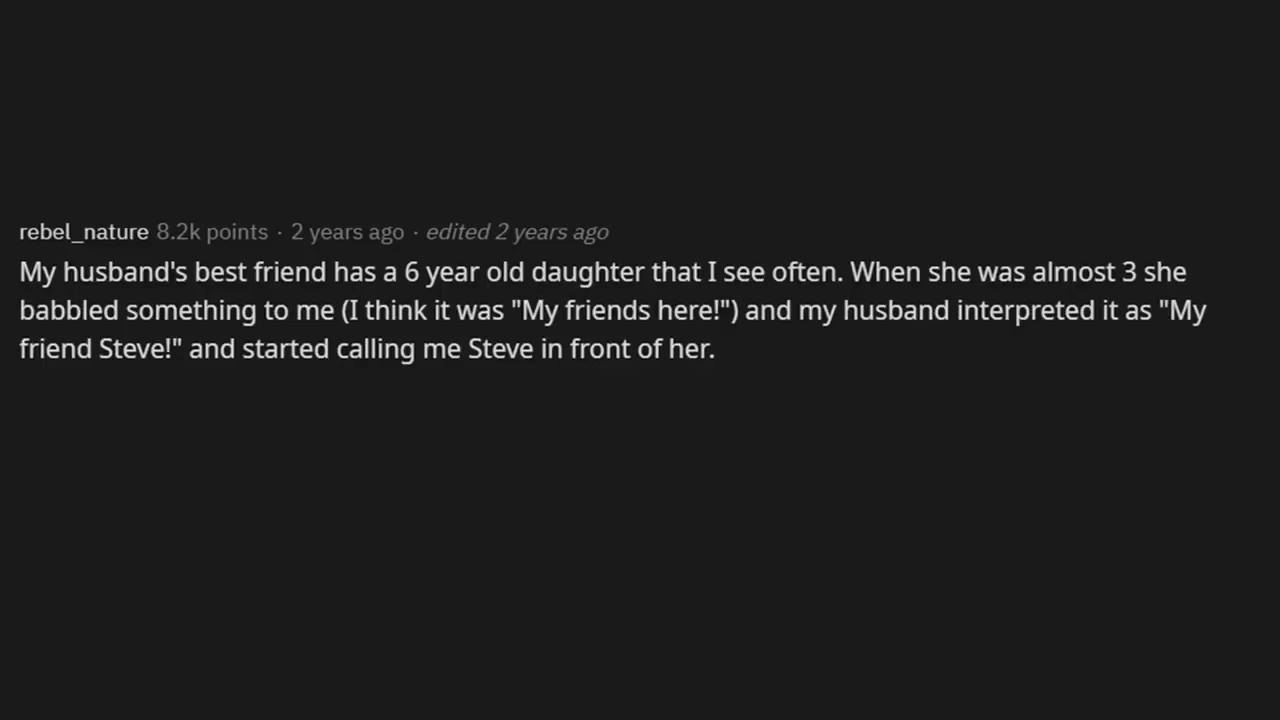 rebel_nature 8.2k points · 2 years ago · edited 2 years ago
My husband's best friend has a 6 year old daughter that I see often. When she was almost 3 she
babbled something to me (I think it was "My friends here!") and my husband interpreted it as "My
friend Steve!" and started calling me Steve in front of her.